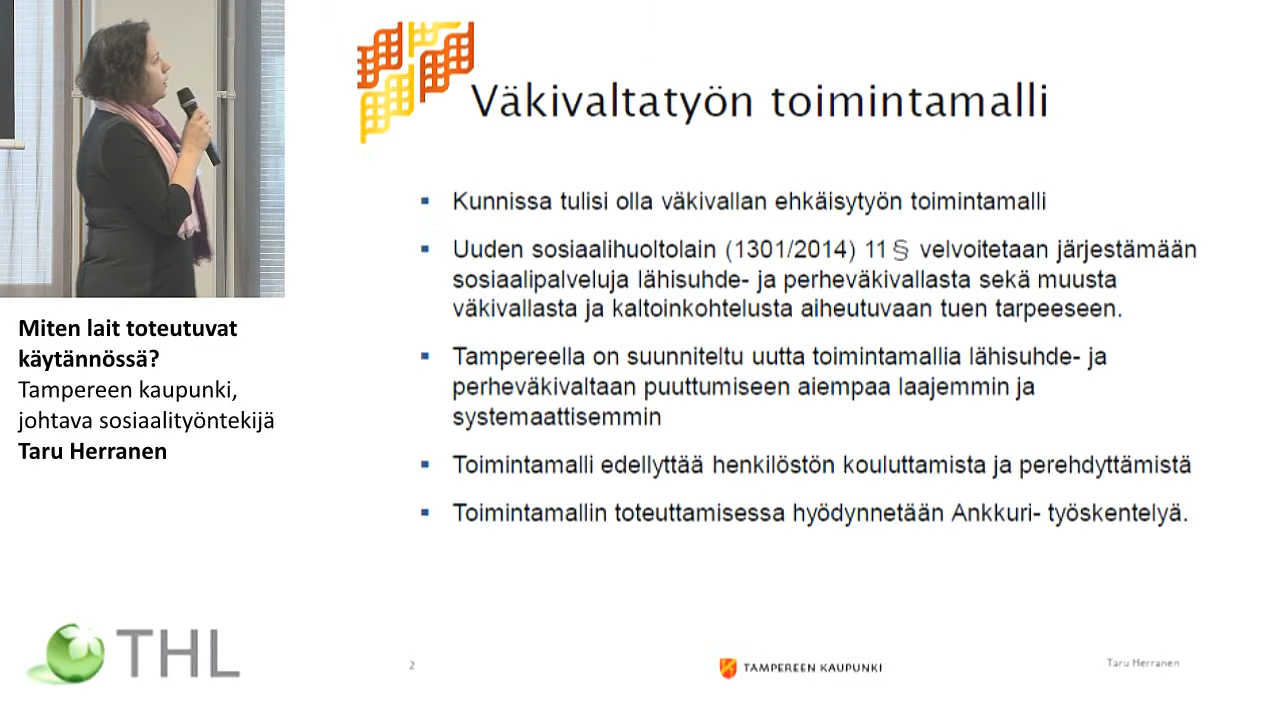 Väkivaltatyön toimintamalli
▪ Kunnissa tulisi olla väkivallan ehkäisytyön toimintamalli
▪ Uuden sosiaalihuoltolain (1301/2014) 11 § velvoitetaan järjestämään
sosiaalipalveluja lähisuhde- ja perheväkivallasta sekä muusta
väkivallasta ja kaltoinkohtelusta aiheutuvaan tuen tarpeeseen.
▪ Tampereella on suunniteltu uutta toimintamallia lähisuhde- ja
perheväkivaltaan puuttumiseen aiempaa laajemmin ja
systemaattisemmin
▪ Toimintamalli edellyttää henkilöstön kouluttamista ja perehdyttämistä
▪ Toimintamallin toteuttamisessa hyödynnetään Ankkuri- työskentelyä.
Miten lait toteutuvat
käytännössä?
Tampereen kaupunki,
johtava sosiaalityöntekijä
Taru Herranen
THL
2
TAMPEREEN KAUPUNKI
Taru Herranen